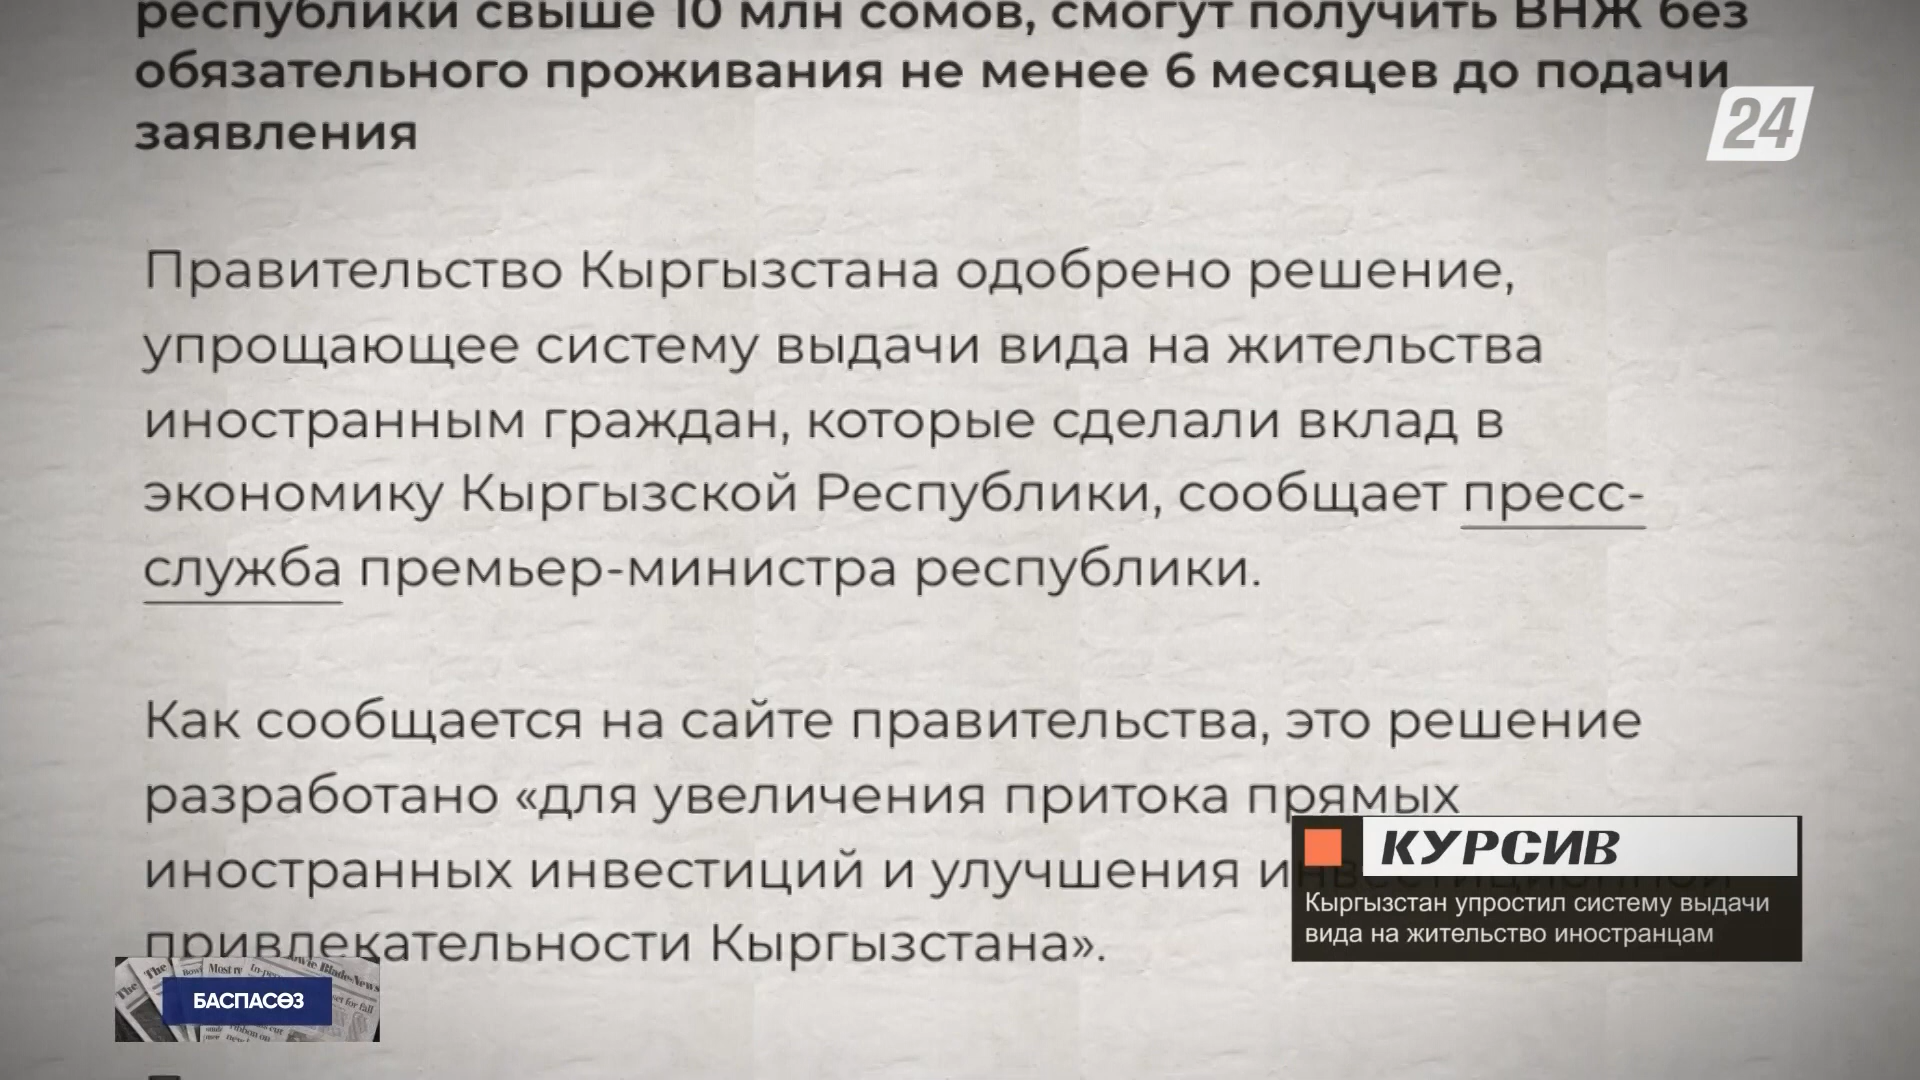 республики свыше 10 млн сомов, смогут получить ВНЖ без
обязательного проживания не менее 6 месяцев до подачи
заявления
24
Правительство Кыргызстана одобрено решение,
упрощающее систему выдачи вида на жительства
иностранным граждан, которые сделали вклад в
экономику Кыргызской Республики, сообщает пресс-
служба премьер-министра республики.
Как сообщается на сайте правительства, это решение
разработано «для увеличения притока прямых
иностранных инвестиций и улучшения инвестиционной
привлекательности Кыргызстана».
КУРСИВ
Кыргызстан упростил систему выдачи
вида на жительство иностранцам
БАСПАСӨЗ